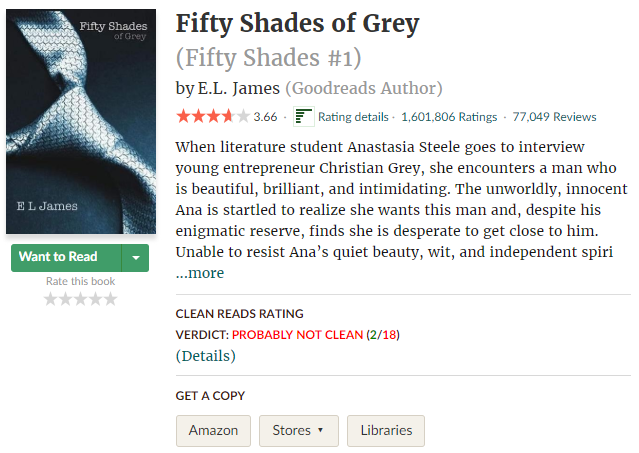 Fifty Shades
of Grey
E L James
Want to Read
Rate this book
Fifty Shades of Grey
(Fifty Shades #1)
by E.L. James (Goodreads Author)
3.66 · Rating details · 1,601,806 Ratings · 77,049 Reviews
When literature student Anastasia Steele goes to interview
young entrepreneur Christian Grey, she encounters a man who
is beautiful, brilliant, and intimidating. The unworldly, innocent
Ana is startled to realize she wants this man and, despite his
enigmatic reserve, finds she is desperate to get close to him.
Unable to resist Ana’s quiet beauty, wit, and independent spiri
...more
CLEAN READS RATING
VERDICT: PROBABLY NOT CLEAN (2/18)
(Details)
GET A COPY
Amazon
Stores
Libraries